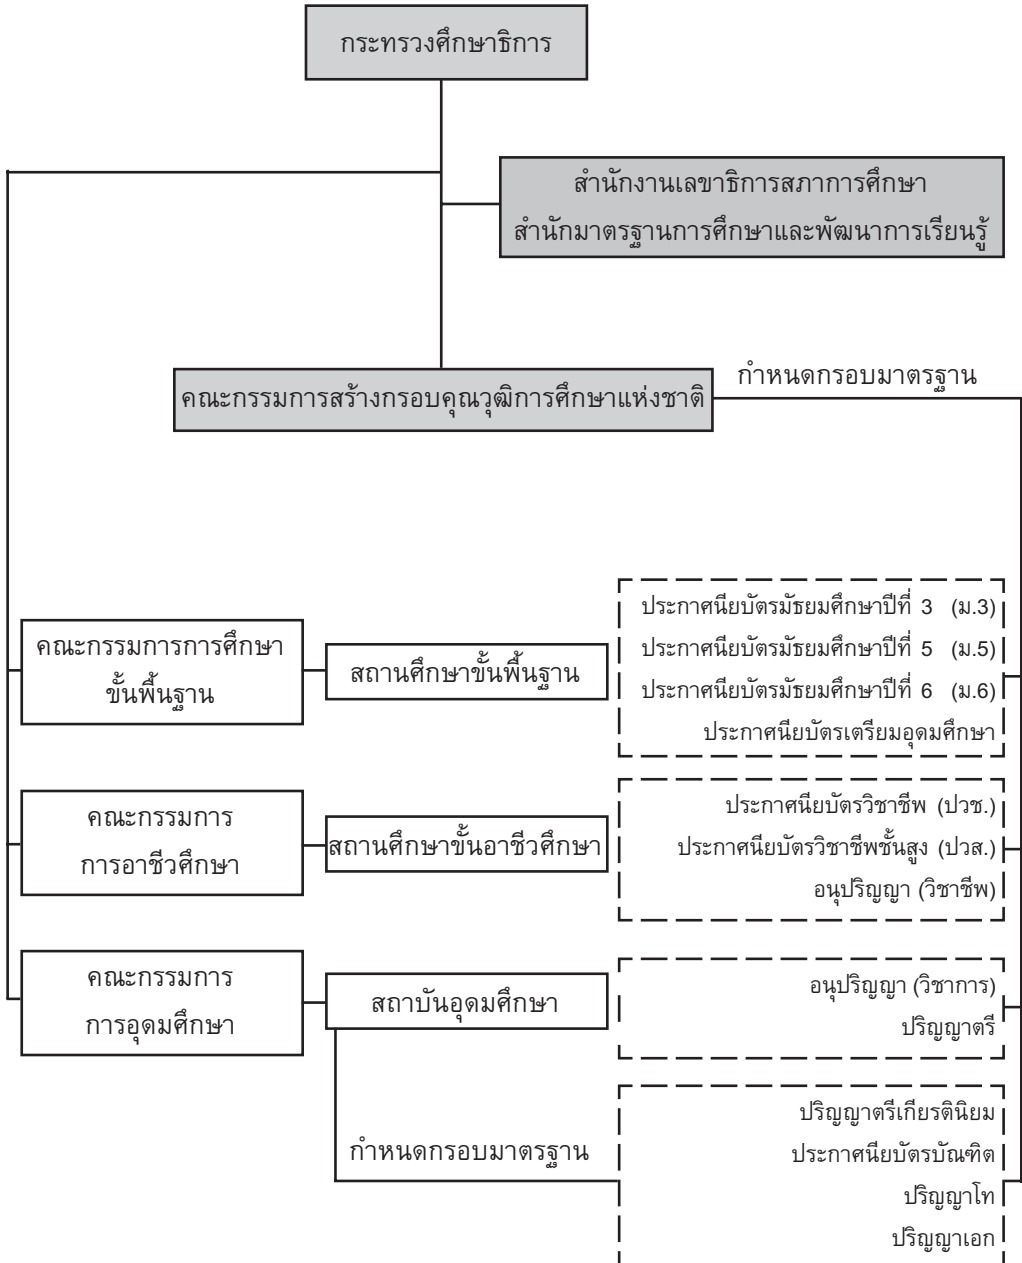 กระทรวงศึกษาธิการ
สำนักงานเลขาธิการสภาการศึกษา
สำนักมาตรฐานการศึกษาและพัฒนาการเรียนรู้
กำหนดกรอบมาตรฐาน
คณะกรรมการสร้างกรอบคุณวุฒิการศึกษาแห่งชาติ
คณะกรรมการการศึกษา
ขั้นพื้นฐาน
สถานศึกษาขั้นพื้นฐาน
ประกาศนียบัตรมัธยมศึกษาปีที่ 3 (ม.3)
ประกาศนียบัตรมัธยมศึกษาปีที่ 5 (ม.5)
ประกาศนียบัตรมัธยมศึกษาปีที่ 6 (ม.6)
ประกาศนียบัตรเตรียมอุดมศึกษา
คณะกรรมการ
การอาชีวศึกษา
สถานศึกษาขั้นอาชีวศึกษา
ประกาศนียบัตรวิชาชีพ (ปวช.)
ประกาศนียบัตรวิชาชีพชั้นสูง (ปวส.)
อนุปริญญา (วิชาชีพ)
คณะกรรมการ
การอุดมศึกษา
สถาบันอุดมศึกษา
อนุปริญญา (วิชาการ)
ปริญญาตรี
กำหนดกรอบมาตรฐาน
ปริญญาตรีเกียรตินิยม
ประกาศนียบัตรบัณฑิต
ปริญญาโท
ปริญญาเอก